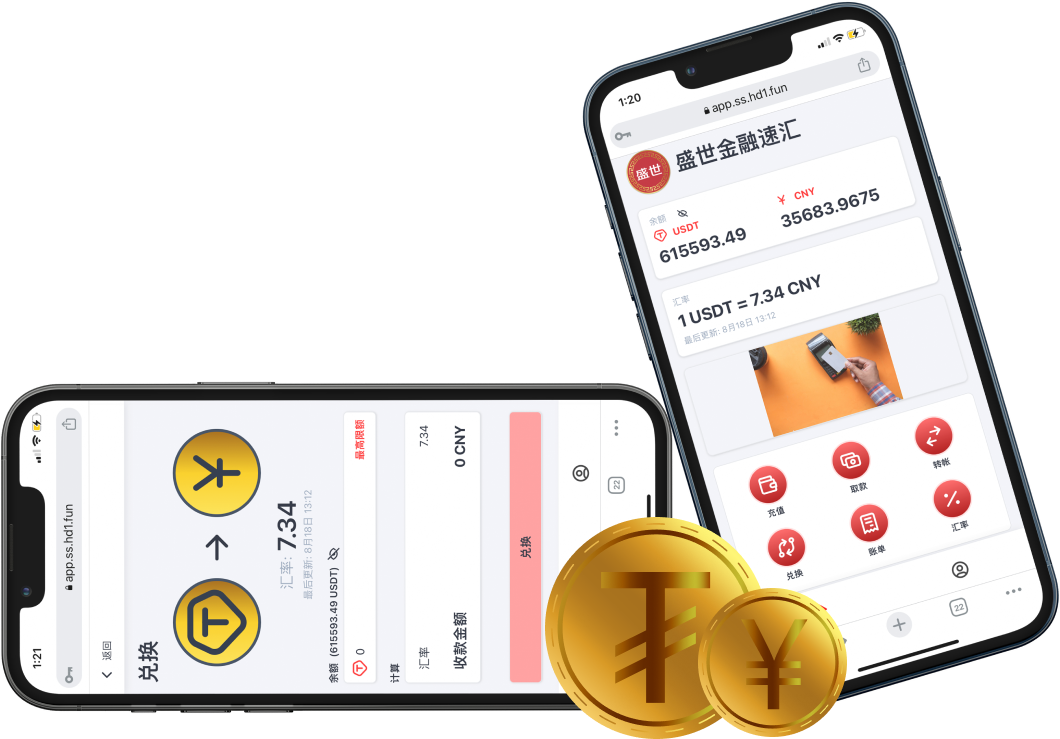 1:20
app.ss.hd1.fun
盛世
盛世金融速汇
余额
USDT
615593.49
¥ CNY
35683.9675
汇率
1 USDT = 7.34 CNY
最后更新: 8月18日 13:12
充值
取款
转帐
兑换
账单
汇率
22
1:21
app.ss.hd1.fun
返回
兑换
汇率: 7.34
最后更新: 8月18日 13:12
余额 (615593.49 USDT)
0
最高限额
计算
汇率
7.34
收款金额
0 CNY
兑换
22
¥